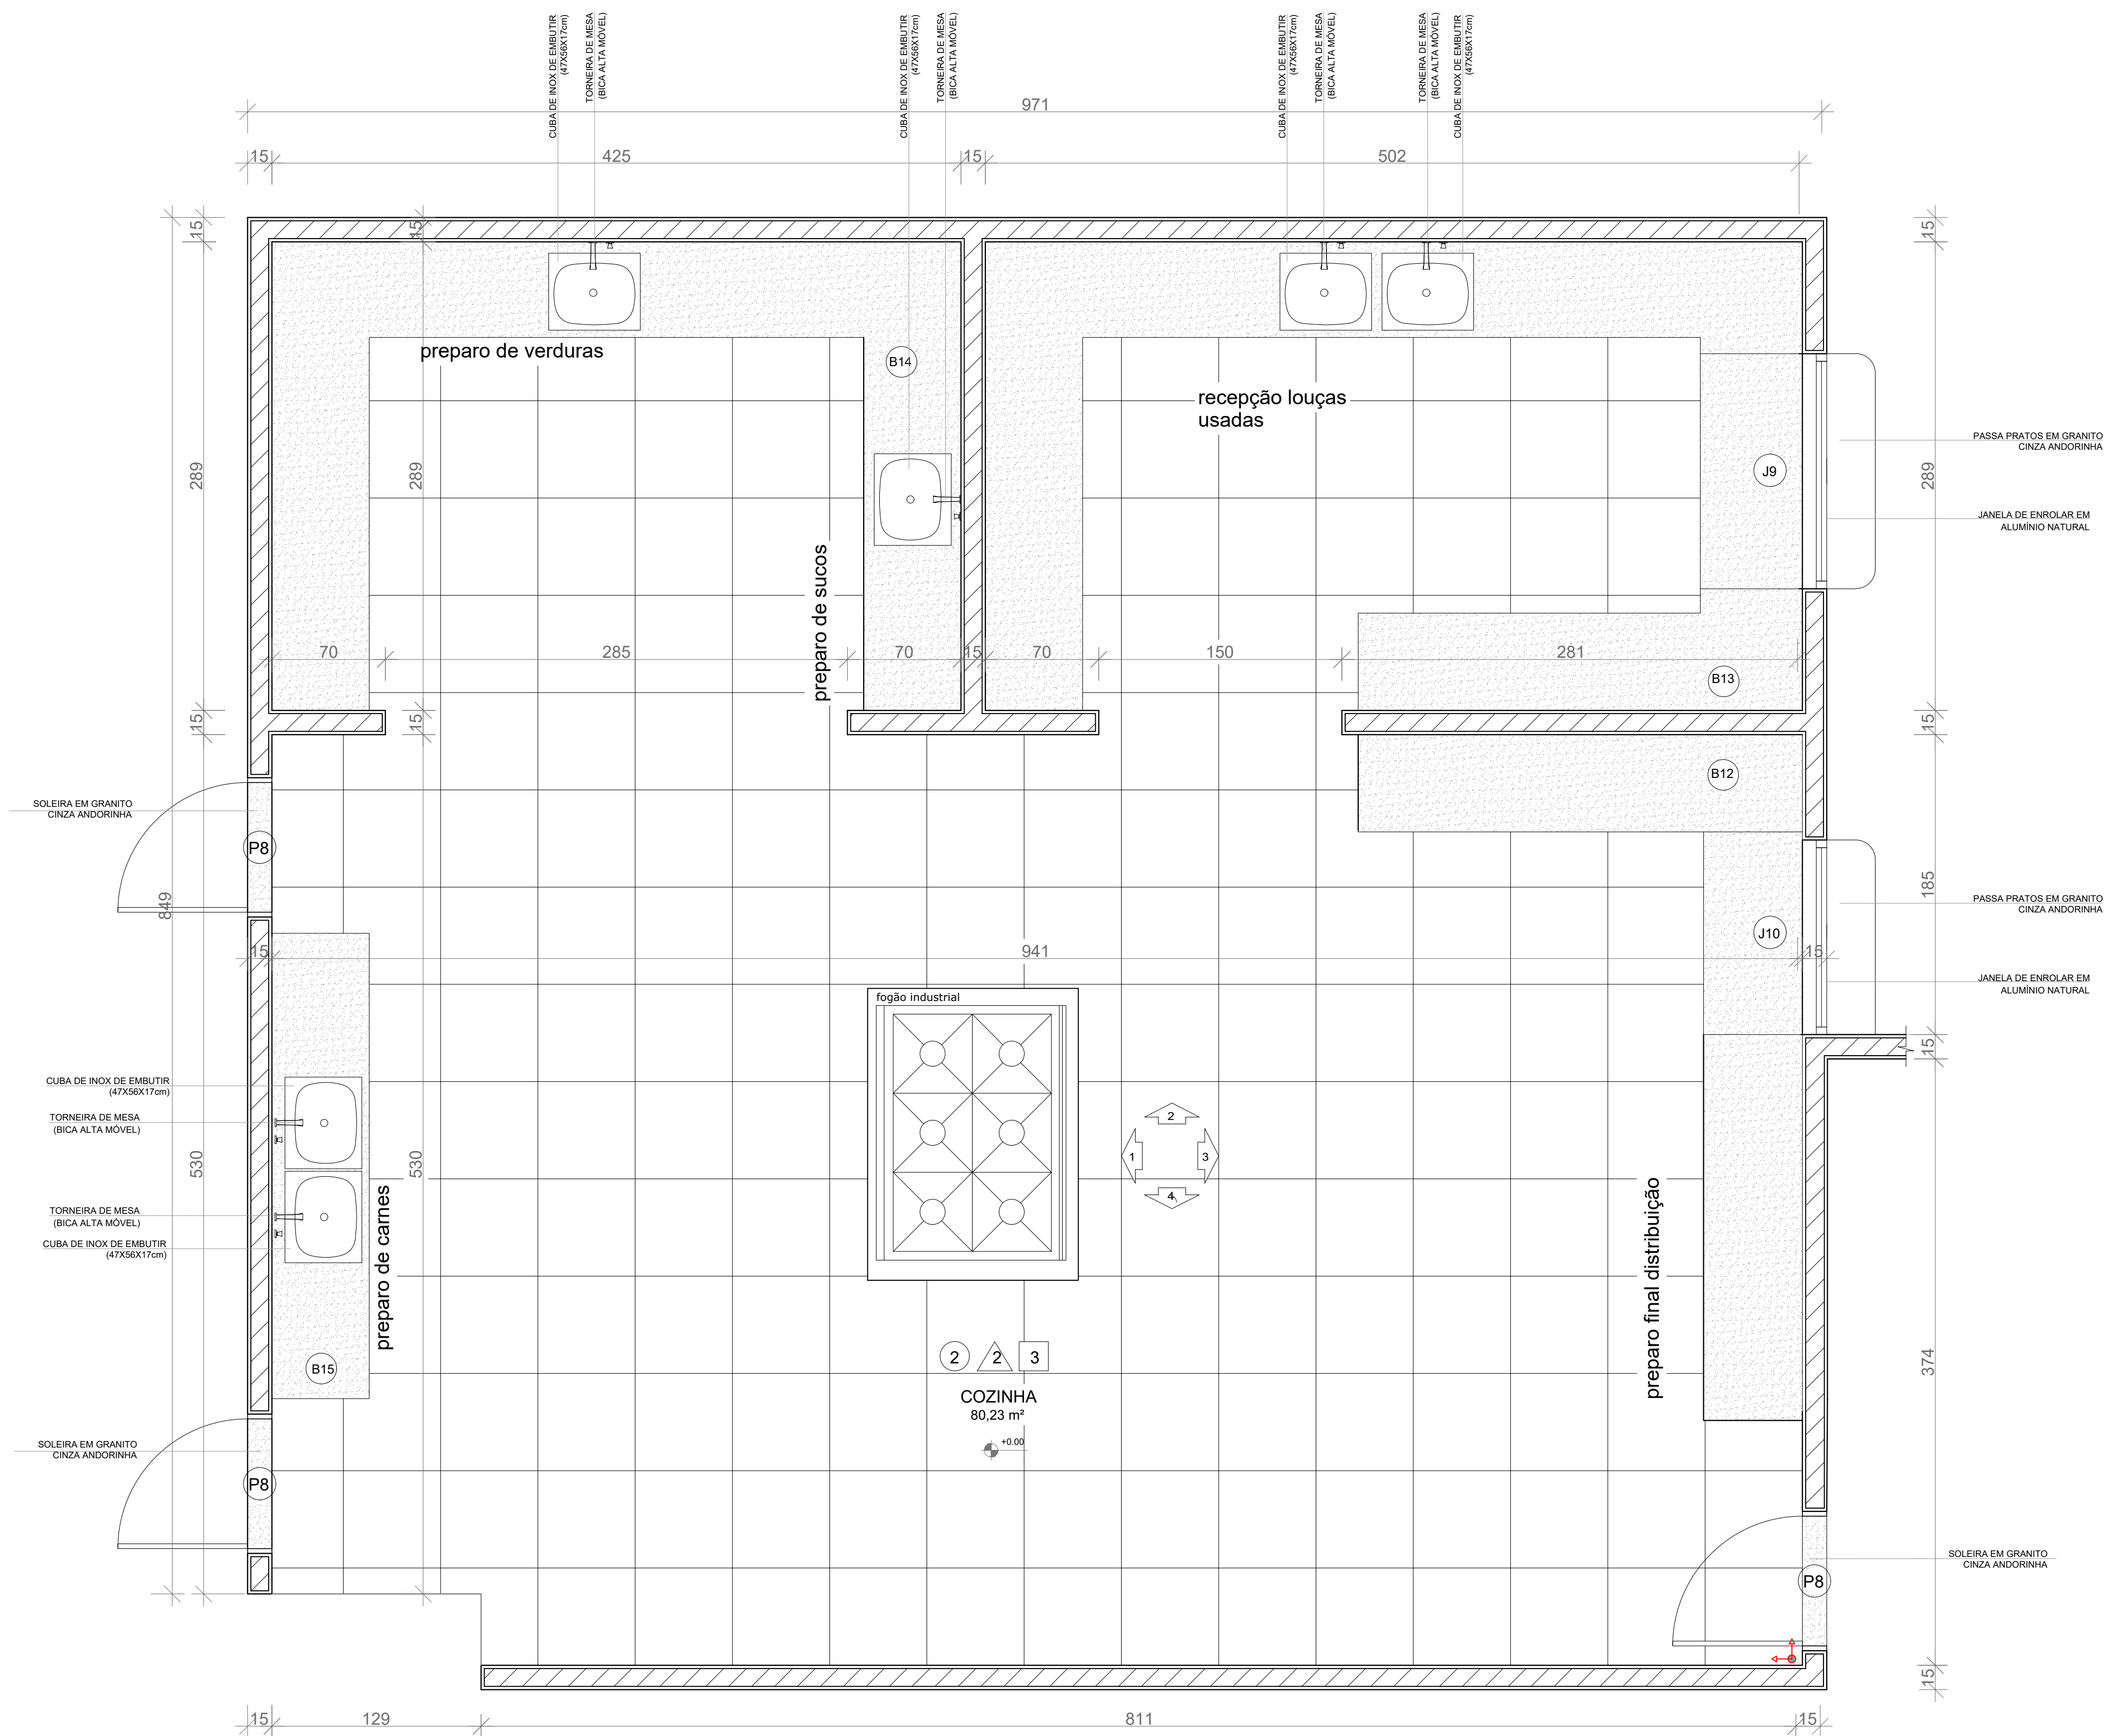 CUBA DE INOX DE EMBUTIR
(47X56X17cm)
TORNEIRA DE MESA
(BICA ALTA MÓVEL)
CUBA DE INOX DE EMBUTIR
(47X56X17cm)
TORNEIRA DE MESA
(BICA ALTA MÓVEL)
CUBA DE INOX DE EMBUTIR
(47X56X17cm)
TORNEIRA DE MESA
(BICA ALTA MÓVEL)
TORNEIRA DE MESA
(BICA ALTA MÓVEL)
CUBA DE INOX DE EMBUTIR
(47X56X17cm)
971
15
425
15
502
15
15
15
preparo de verduras
B14
recepção louças
usadas
PASSA PRATOS EM GRANITO
CINZA ANDORINHA
J9
289
289
289
JANELA DE ENROLAR EM
ALUMÍNIO NATURAL
preparo de sucos
70
285
70
15
70
150
281
B13
15
15
15
B12
SOLEIRA EM GRANITO
CINZA ANDORINHA
P8
849
185
PASSA PRATOS EM GRANITO
CINZA ANDORINHA
J10
15
941
15
JANELA DE ENROLAR EM
ALUMÍNIO NATURAL
fogão industrial
15
CUBA DE INOX DE EMBUTIR
(47X56X17cm)
TORNEIRA DE MESA
(BICA ALTA MÓVEL)
2
1
3
4
530
530
TORNEIRA DE MESA
(BICA ALTA MÓVEL)
CUBA DE INOX DE EMBUTIR
(47X56X17cm)
preparo de carnes
preparo final distribuição
B15
2
2
3
374
COZINHA
80,23 m²
+0.00
SOLEIRA EM GRANITO
CINZA ANDORINHA
P8
SOLEIRA EM GRANITO
CINZA ANDORINHA
P8
15
15
129
811
15